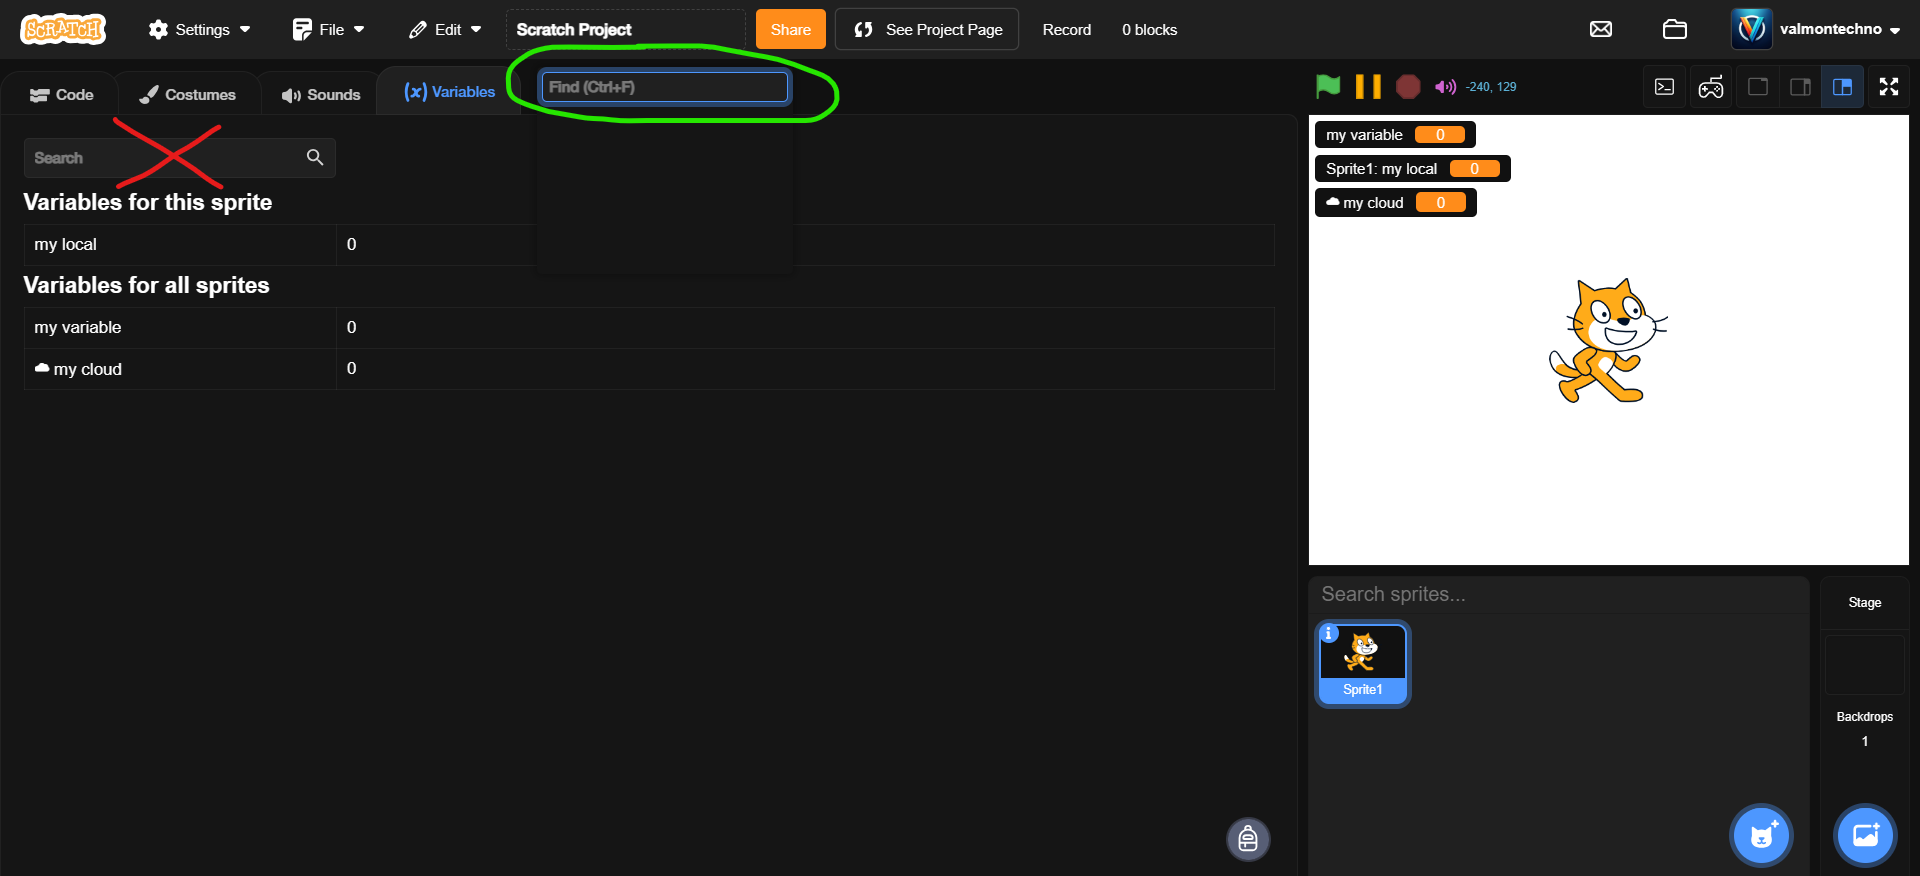 SCRATCH Settings File Edit Scratch Project Share See Project Page Record 0 blocks valmontechno
Code Costumes Sounds (x) Variables Find (Ctrl+F) -240, 129
Search
Variables for this sprite
my local 0
Variables for all sprites
my variable 0
my cloud 0
my variable 0
Sprite1: my local 0
my cloud 0
Search sprites...
Sprite1
Stage
Backdrops
1